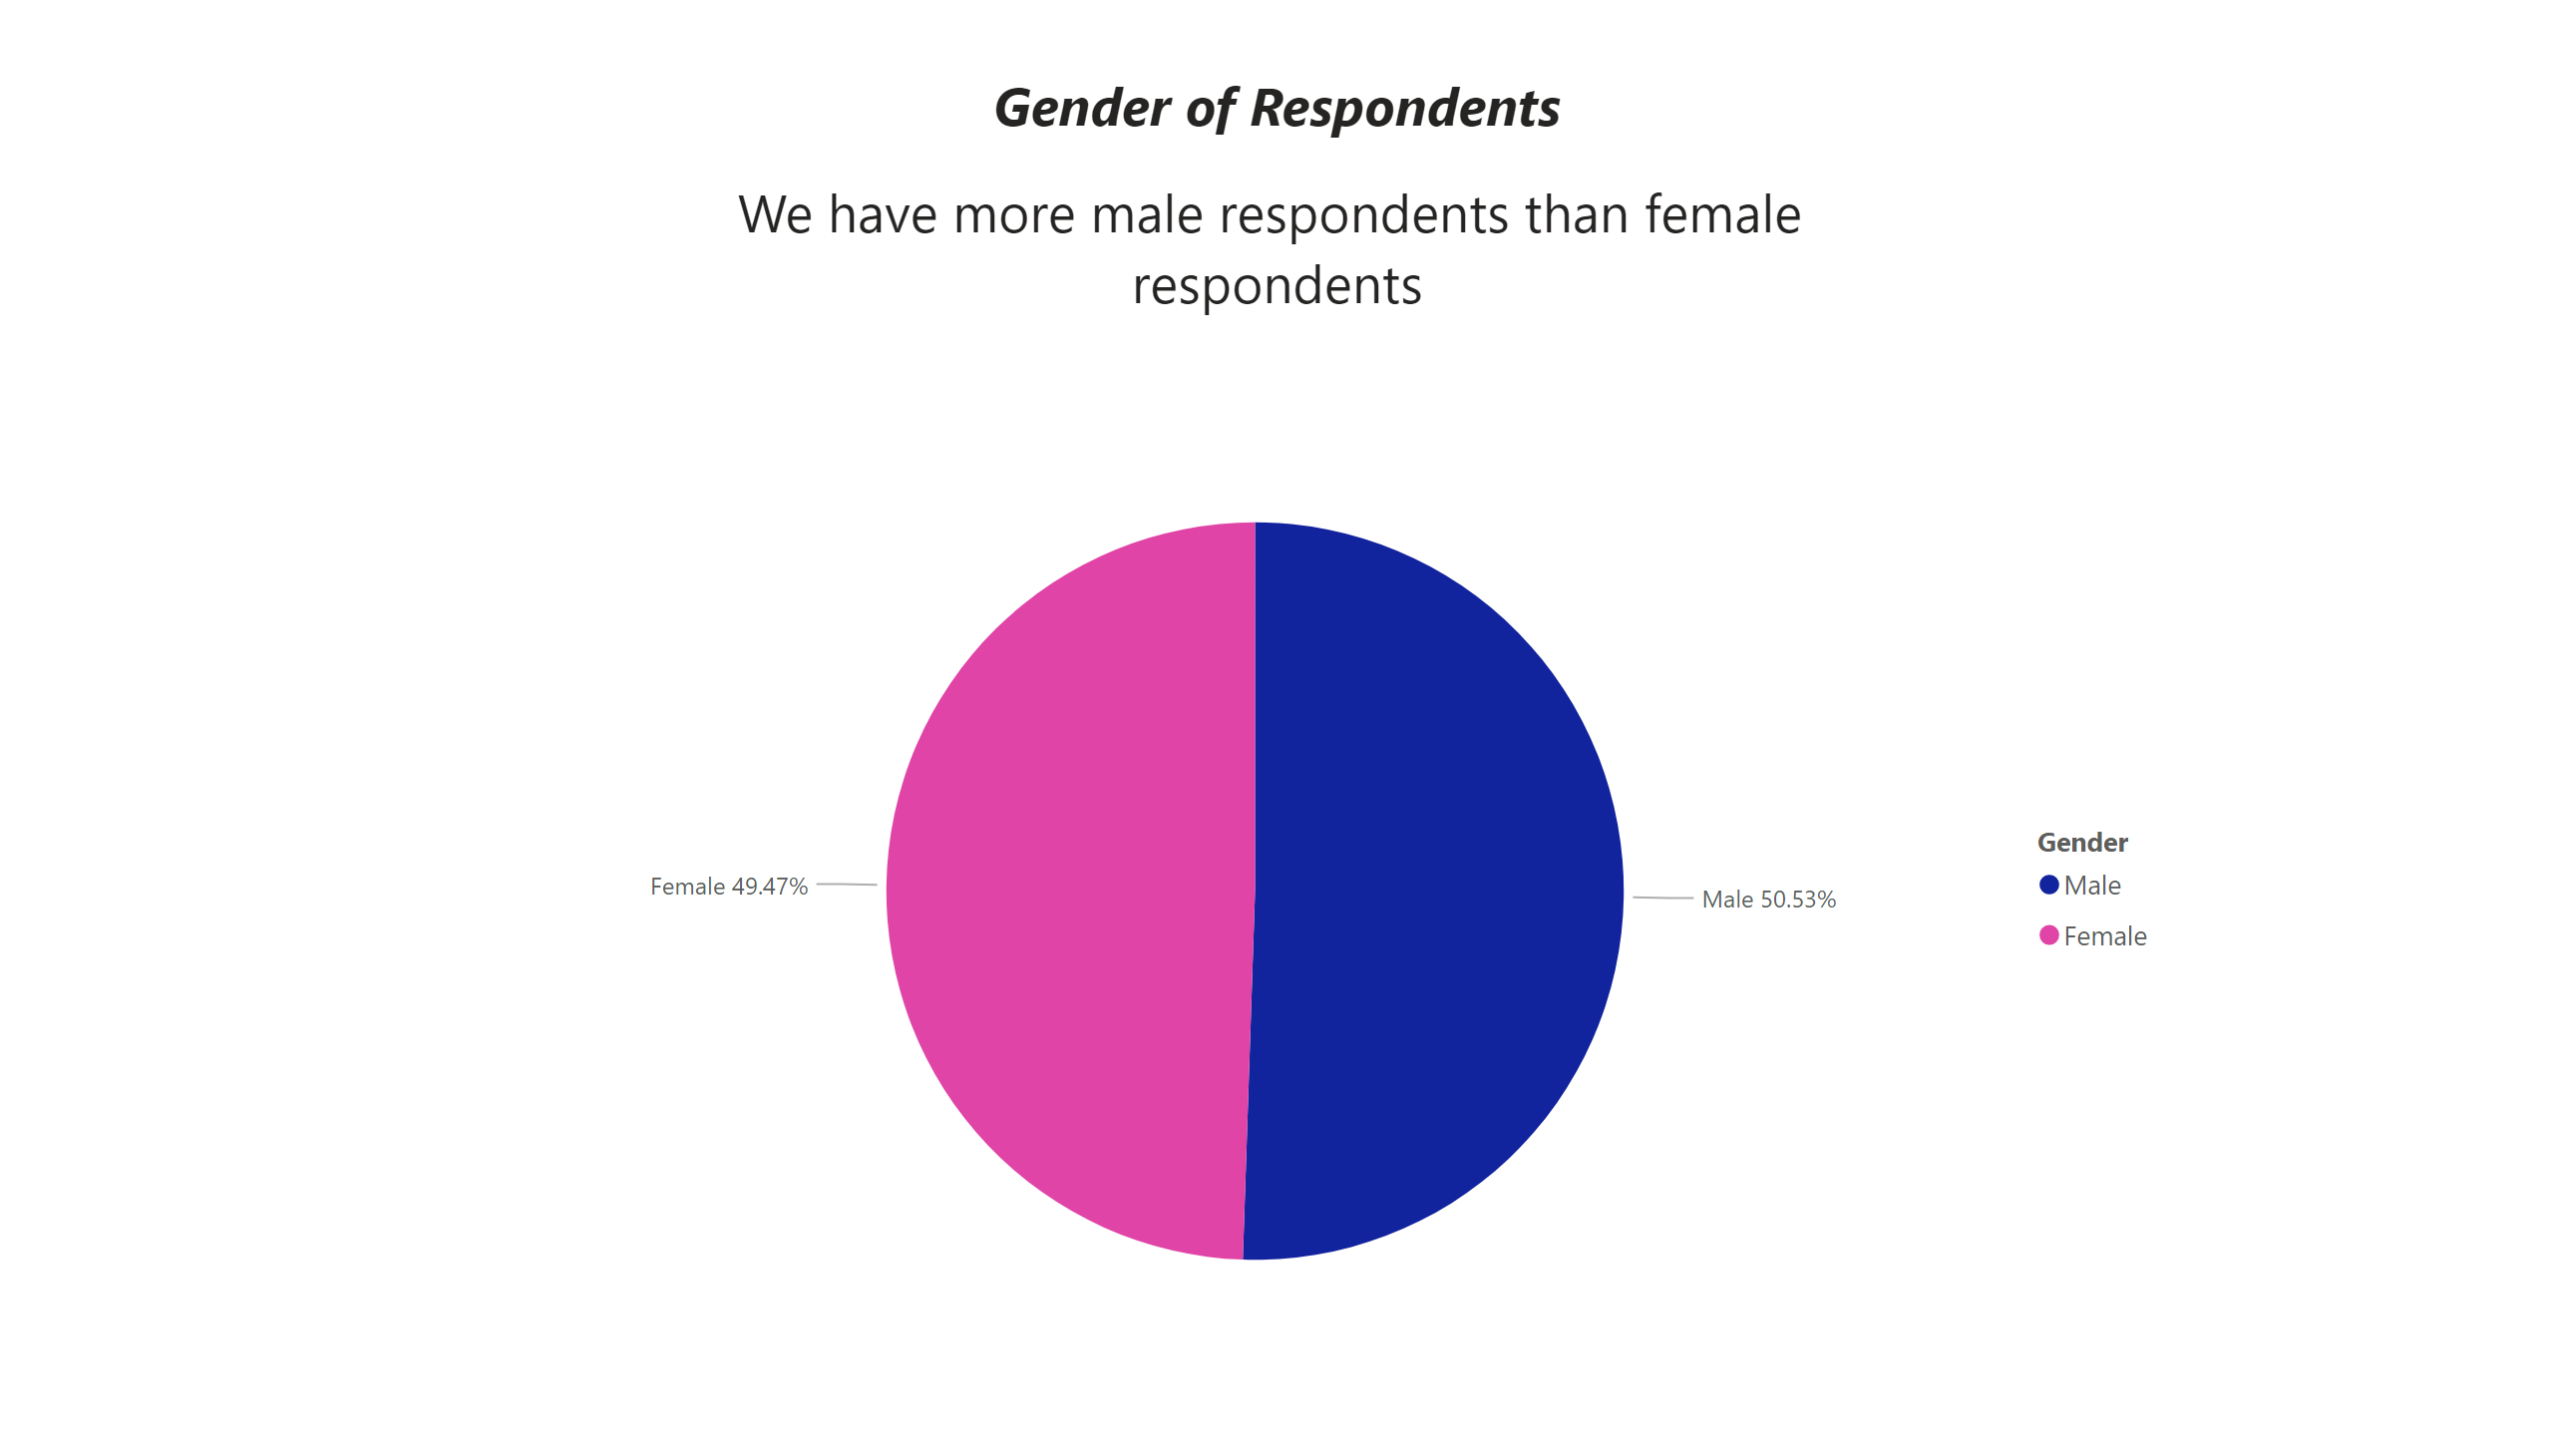 Gender of Respondents
We have more male respondents than female
respondents
Female 49.47%
Male 50.53%
Gender
Male
Female